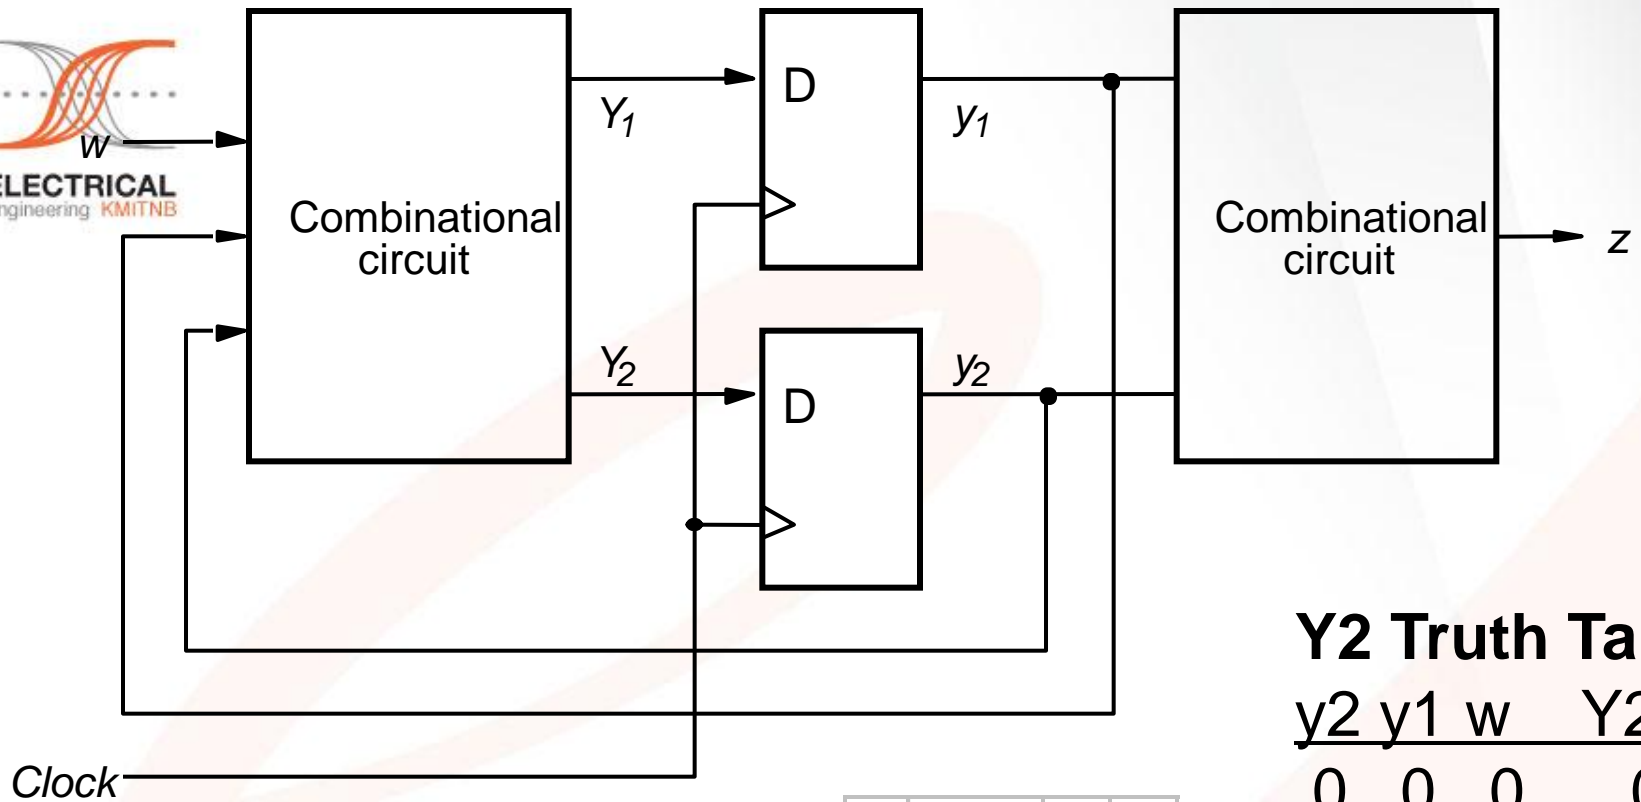 w
ELECTRICAL
ngineering KMITNB
Combinational
circuit
Y1
Y2
D
D
y1
y2
Combinational
circuit
z
Clock
Y2 Truth Ta
y2 y1 w Y2
0 0 0 0